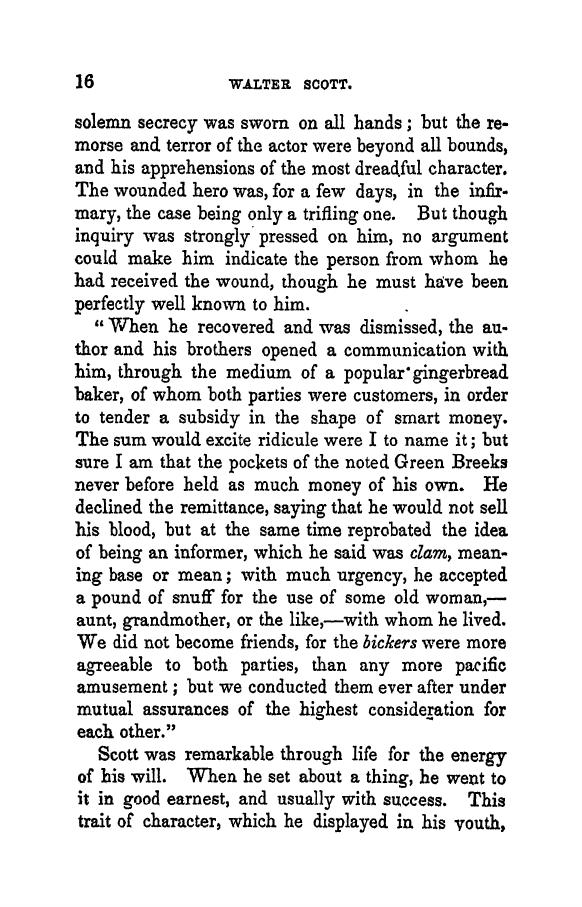 16 WALTER SCOTT.
solemn secrecy was sworn on all hands; but the re-
morse and terror of the actor were beyond all bounds,
and his apprehensions of the most dreadful character.
The wounded hero was, for a few days, in the infir-
mary, the case being only a trifling one. But though
inquiry was strongly pressed on him, no argument
could make him indicate the person from whom he
had received the wound, though he must have been
perfectly well known to him.
"When he recovered and was dismissed, the au-
thor and his brothers opened a communication with
him, through the medium of a popular gingerbread
baker, of whom both parties were customers, in order
to tender a subsidy in the shape of smart money.
The sum would excite ridicule were I to name it; but
sure I am that the pockets of the noted Green Breeks
never before held as much money of his own. He
declined the remittance, saying that he would not sell
his blood, but at the same time reprobated the idea
of being an informer, which he said was clam, mean-
ing base or mean; with much urgency, he accepted
a pound of snuff for the use of some old woman,—
aunt, grandmother, or the like,—with whom he lived.
We did not become friends, for the bickers were more
agreeable to both parties, than any more pacific
amusement; but we conducted them ever after under
mutual assurances of the highest consideration for
each other."
Scott was remarkable through life for the energy
of his will. When he set about a thing, he went to
it in good earnest, and usually with success. This
trait of character, which he displayed in his youth,